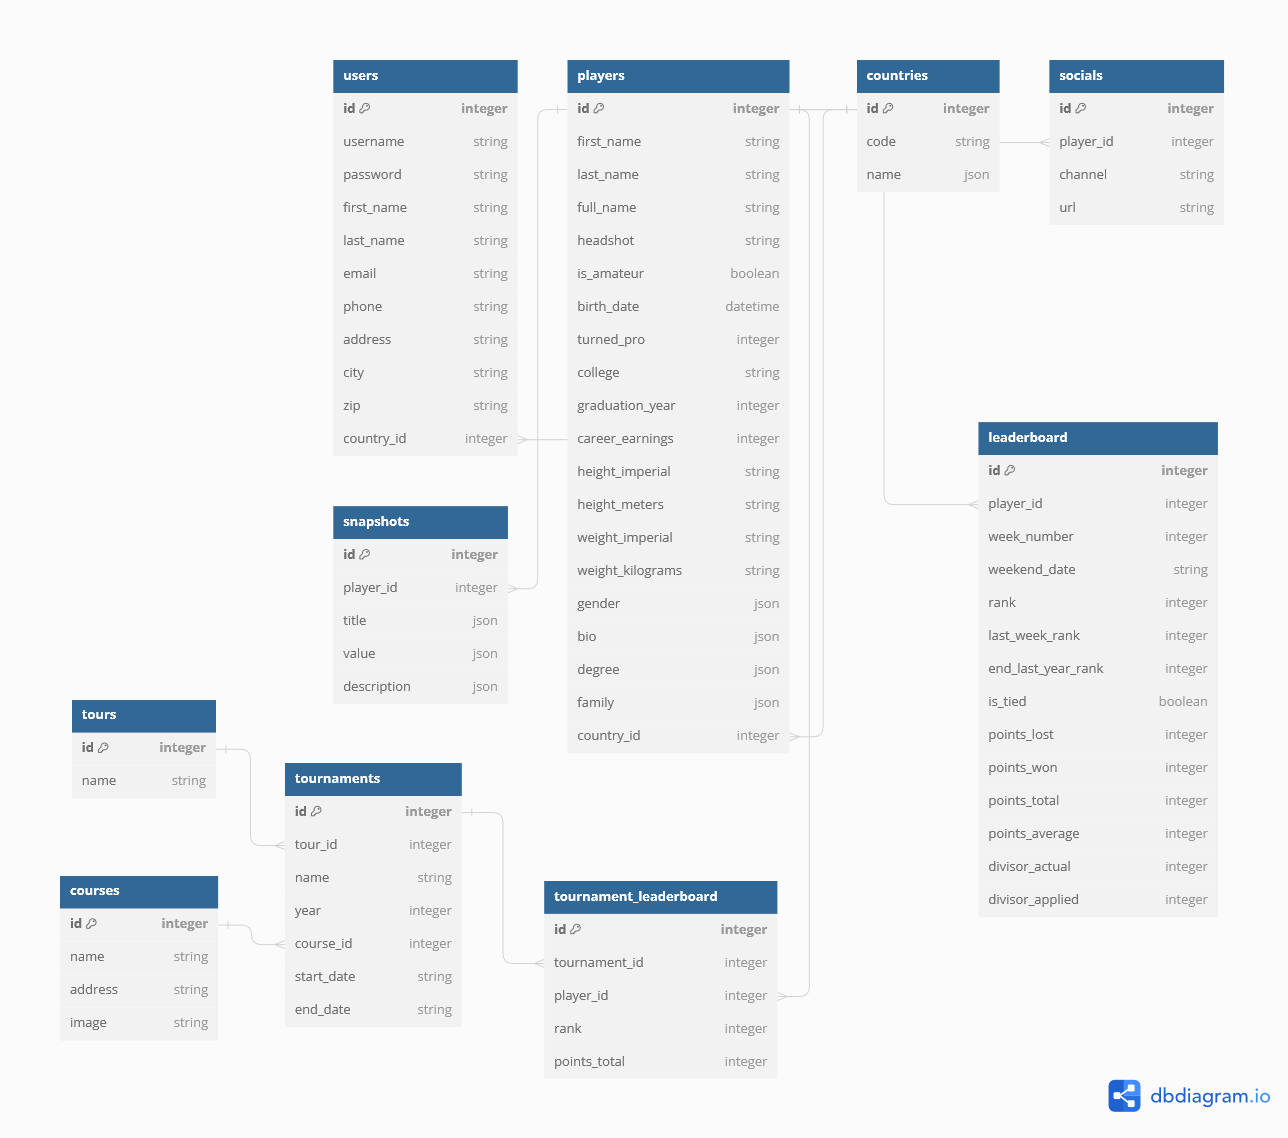 users
id integer
username string
password string
first_name string
last_name string
email string
phone string
address string
city string
zip string
country_id integer
players
id integer
first_name string
last_name string
full_name string
headshot string
is_amateur boolean
birth_date datetime
turned_pro integer
college string
graduation_year integer
career_earnings integer
height_imperial string
height_meters string
weight_imperial string
weight_kilograms string
gender json
bio json
degree json
family json
country_id integer
countries
id integer
code string
name json
socials
id integer
player_id integer
channel string
url string
leaderboard
id integer
player_id integer
week_number integer
weekend_date string
rank integer
last_week_rank integer
end_last_year_rank integer
is_tied boolean
points_lost integer
points_won integer
points_total integer
points_average integer
divisor_actual integer
divisor_applied integer
snapshots
id integer
player_id integer
title json
value json
description json
tours
id integer
name string
tournaments
id integer
tour_id integer
name string
year integer
course_id integer
start_date string
end_date string
courses
id integer
name string
address string
image string
tournament_leaderboard
id integer
tournament_id integer
player_id integer
rank integer
points_total integer
dbdiagram.io